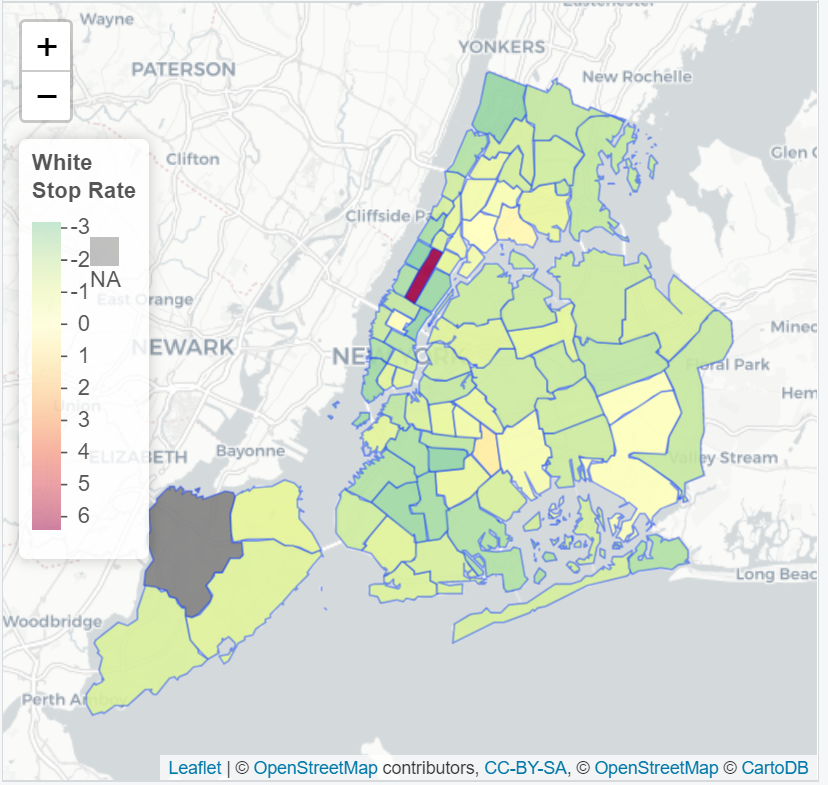 Wayne
Eastchester
YONKERS
+
PATERSON
New Rochelle
−
White
Stop Rate
Clifton
Glen C
Cliffside Pa
-3
-2
-1
NA
East Orange
0
Minec
NEWARK
NEW YORK
1
Floral Park
2
Hem
Union
3
4
Bayonne
ELIZABETH
Valley Stream
5
6
Long Beac
Woodbridge
Perth Amboy
Leaflet | © OpenStreetMap contributors, CC-BY-SA, © OpenStreetMap © CartoDB